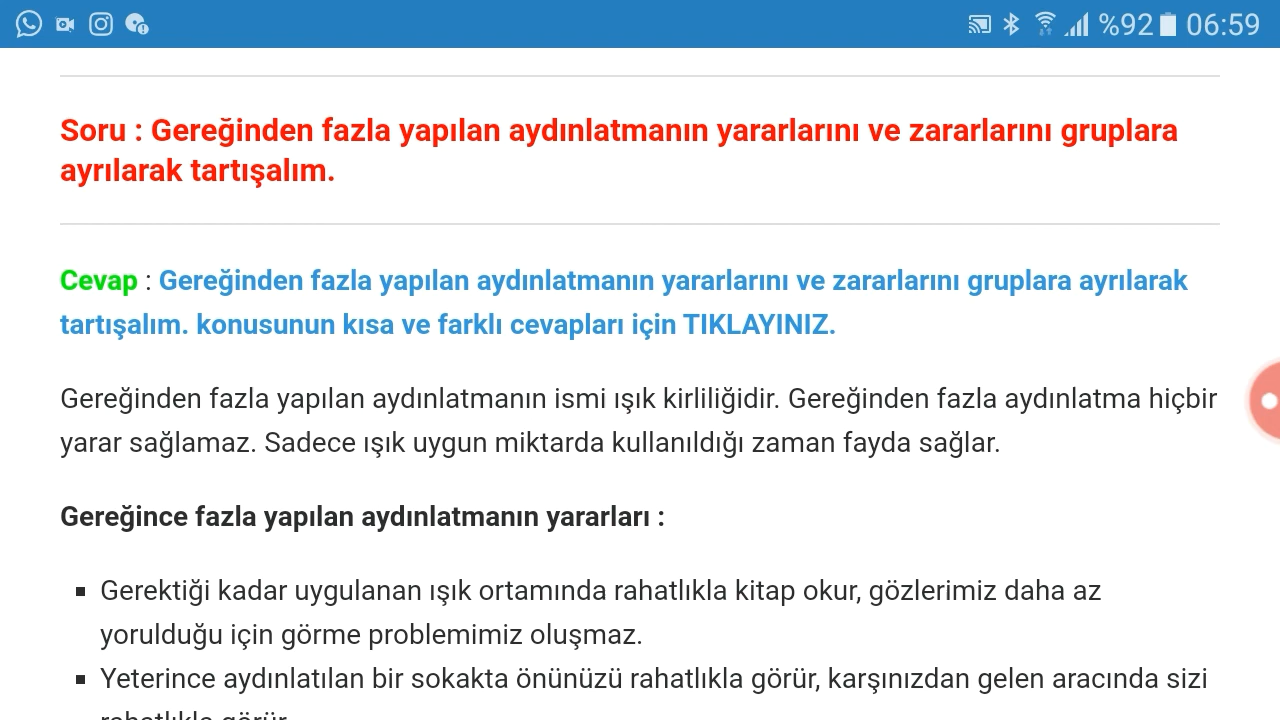 %92 06:59
Soru : Gereğinden fazla yapılan aydınlatmanın yararlarını ve zararlarını gruplara
ayrılarak tartışalım.
Cevap : Gereğinden fazla yapılan aydınlatmanın yararlarını ve zararlarını gruplara ayrılarak
tartışalım. konusunun kısa ve farklı cevapları için TIKLAYINIZ.
Gereğinden fazla yapılan aydınlatmanın ismi ışık kirliliğidir. Gereğinden fazla aydınlatma hiçbir
yarar sağlamaz. Sadece ışık uygun miktarda kullanıldığı zaman fayda sağlar.
Gereğince fazla yapılan aydınlatmanın yararları :
▪ Gerektiği kadar uygulanan ışık ortamında rahatlıkla kitap okur, gözlerimiz daha az
yorulduğu için görme problemimiz oluşmaz.
▪ Yeterince aydınlatılan bir sokakta önünüzü rahatlıkla görür, karşınızdan gelen aracında sizi
rahatlıkla görür.